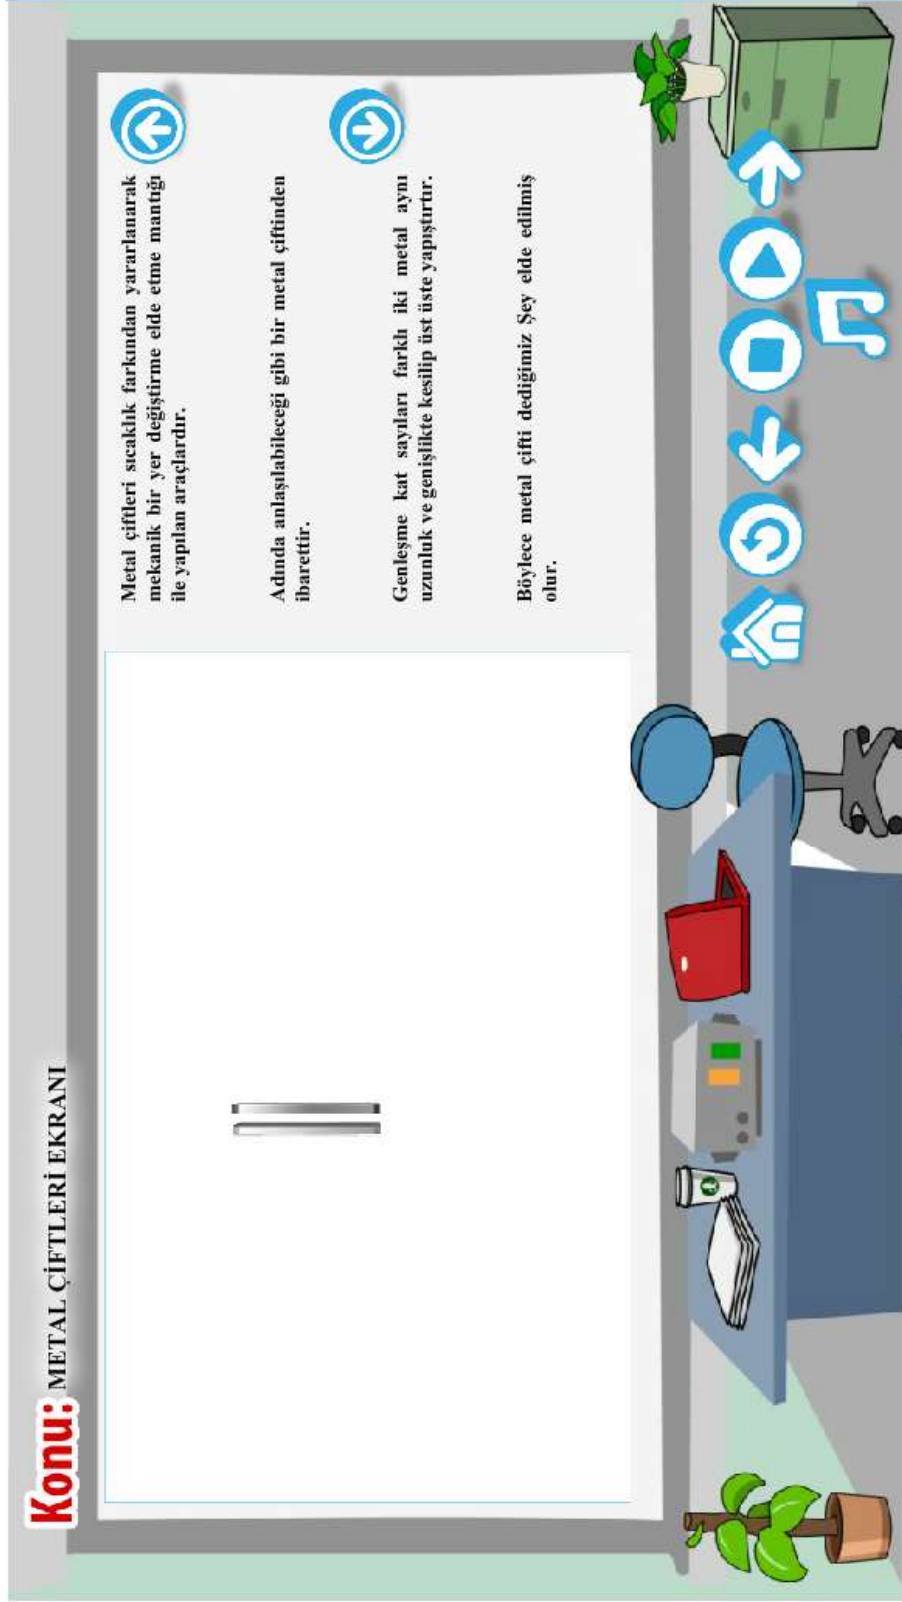 Konu: METAL ÇİFTLERİ EKRANI
Metal çiftleri sıcaklık farkından yararlanarak
mekanik bir yer değiştirme elde etme mantığı
ile yapılan araçlardır.
Adında anlaşılabileceği gibi bir metal çiftinden
ibarettir.
Genleşme kat sayıları farklı iki metal aynı
uzunluk ve genişlikte kesilip üst üste yapıştırtır.
Böylece metal çifti dediğimiz Şey elde edilmiş
olur.